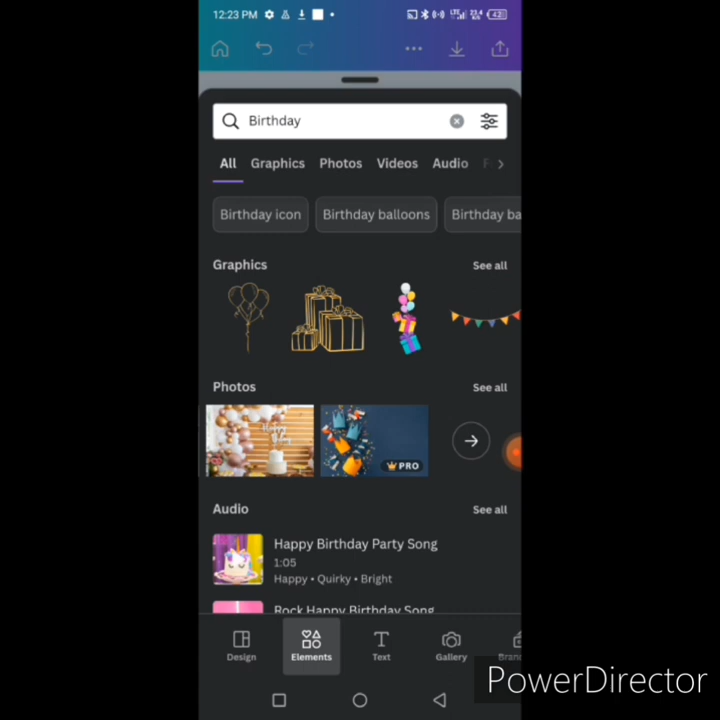 12:23 PM
Birthday
All Graphics Photos Videos Audio
Birthday icon Birthday balloons Birthday ba
Graphics See all
Photos See all
PRO
Audio See all
Happy Birthday Party Song
1:05
Happy • Quirky • Bright
Rock Happy Birthday Song
Design Elements Text Gallery Bran
PowerDirector